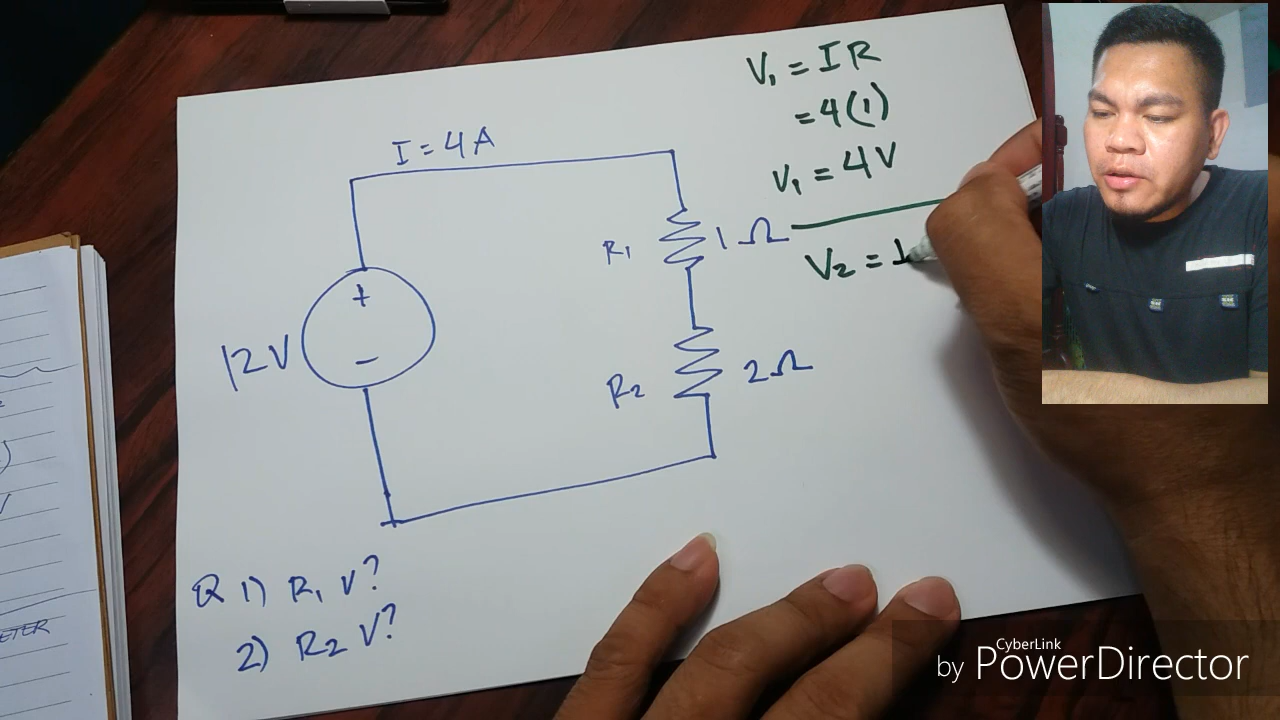 I = 4A
12V
+
−
R1
1Ω
R2
2Ω
V1 = IR
= 4(1)
V1 = 4V
V2 = I
Q 1) R1 V?
2) R2 V?
ETER
CyberLink
by PowerDirector